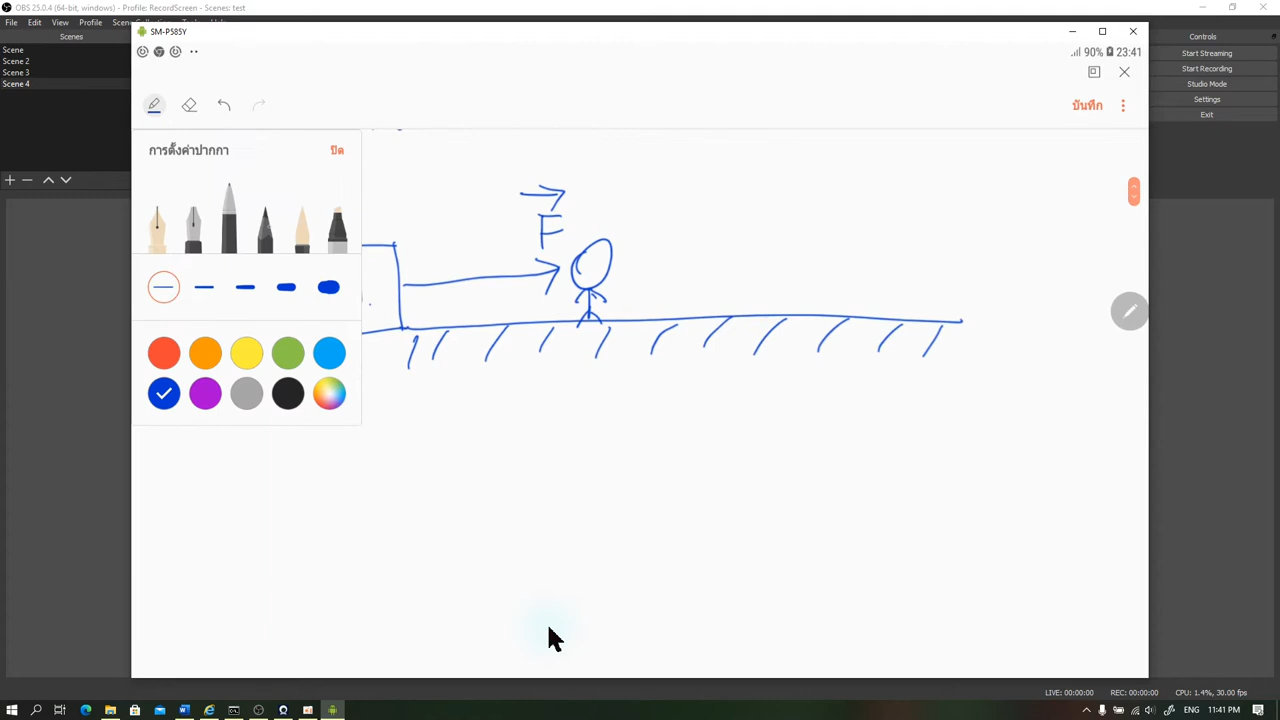 OBS 25.0.4 (64-bit, windows) - Profile: RecordScreen - Scenes: test
File Edit View Profile
Scenes
Scene
Scene 2
Scene 3
Scene 4
SM-P585Y
90% 23:41
บันทึก
การตั้งค่าปากกา ปิด
F
Controls
Start Streaming
Start Recording
Studio Mode
Settings
Exit
LIVE: 00:00:00 REC: 00:00:00 CPU: 1.4%, 30.00 fps
ENG 11:41 PM